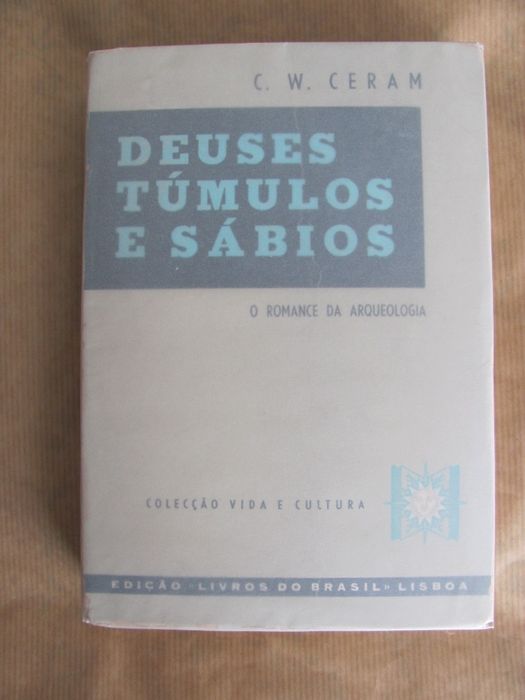 C. W. CERAM
DEUSES
TÚMULOS
E SÁBIOS
O ROMANCE DA ARQUEOLOGIA
COLECÇÃO VIDA E CULTURA
EDIÇÃO «LIVROS DO BRASIL» LISBOA